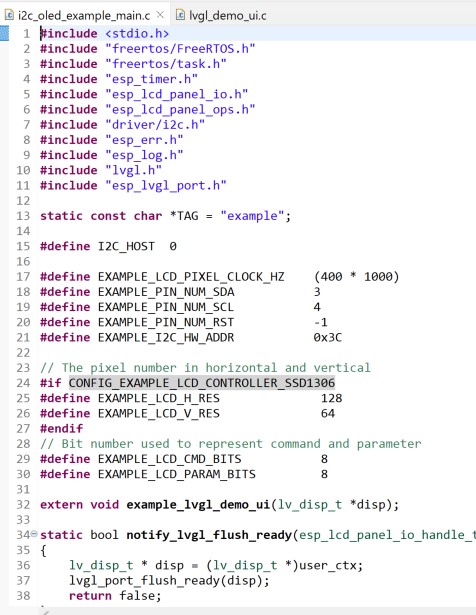 i2c_oled_example_main.c lvgl_demo_ui.c
1 #include <stdio.h>
2 #include "freertos/FreeRTOS.h"
3 #include "freertos/task.h"
4 #include "esp_timer.h"
5 #include "esp_lcd_panel_io.h"
6 #include "esp_lcd_panel_ops.h"
7 #include "driver/i2c.h"
8 #include "esp_err.h"
9 #include "esp_log.h"
10 #include "lvgl.h"
11 #include "esp_lvgl_port.h"
12
13 static const char *TAG = "example";
14
15 #define I2C_HOST  0
16
17 #define EXAMPLE_LCD_PIXEL_CLOCK_HZ    (400 * 1000)
18 #define EXAMPLE_PIN_NUM_SDA           3
19 #define EXAMPLE_PIN_NUM_SCL           4
20 #define EXAMPLE_PIN_NUM_RST           -1
21 #define EXAMPLE_I2C_HW_ADDR           0x3C
22
23 // The pixel number in horizontal and vertical
24 #if CONFIG_EXAMPLE_LCD_CONTROLLER_SSD1306
25 #define EXAMPLE_LCD_H_RES              128
26 #define EXAMPLE_LCD_V_RES              64
27 #endif
28 // Bit number used to represent command and parameter
29 #define EXAMPLE_LCD_CMD_BITS           8
30 #define EXAMPLE_LCD_PARAM_BITS         8
31
32 extern void example_lvgl_demo_ui(lv_disp_t *disp);
33
34 static bool notify_lvgl_flush_ready(esp_lcd_panel_io_handle_t
35 {
36     lv_disp_t * disp = (lv_disp_t *)user_ctx;
37     lvgl_port_flush_ready(disp);
38     return false;